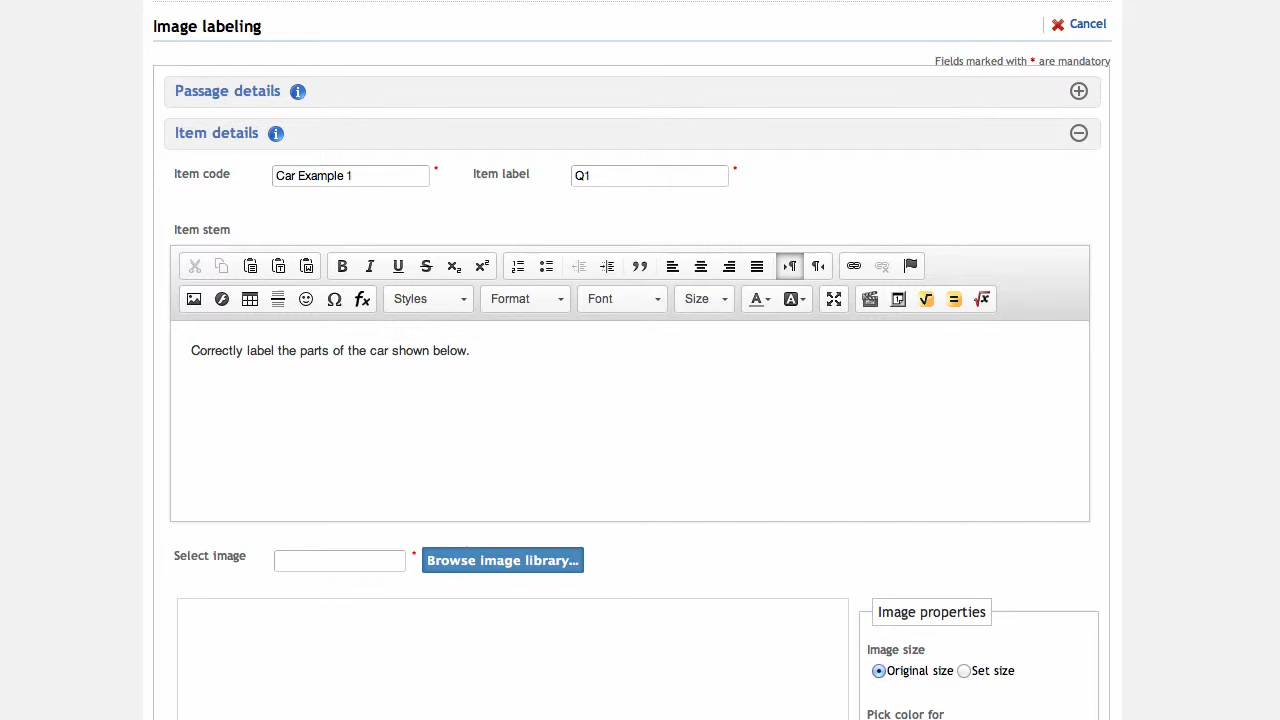 Image labeling
Cancel
Fields marked with * are mandatory
Passage details
Item details
Item code
Car Example 1
*
Item label
Q1
*
Item stem
Styles
Format
Font
Size
Correctly label the parts of the car shown below.
Select image
*
Browse image library...
Image properties
Image size
Original size
Set size
Pick color for